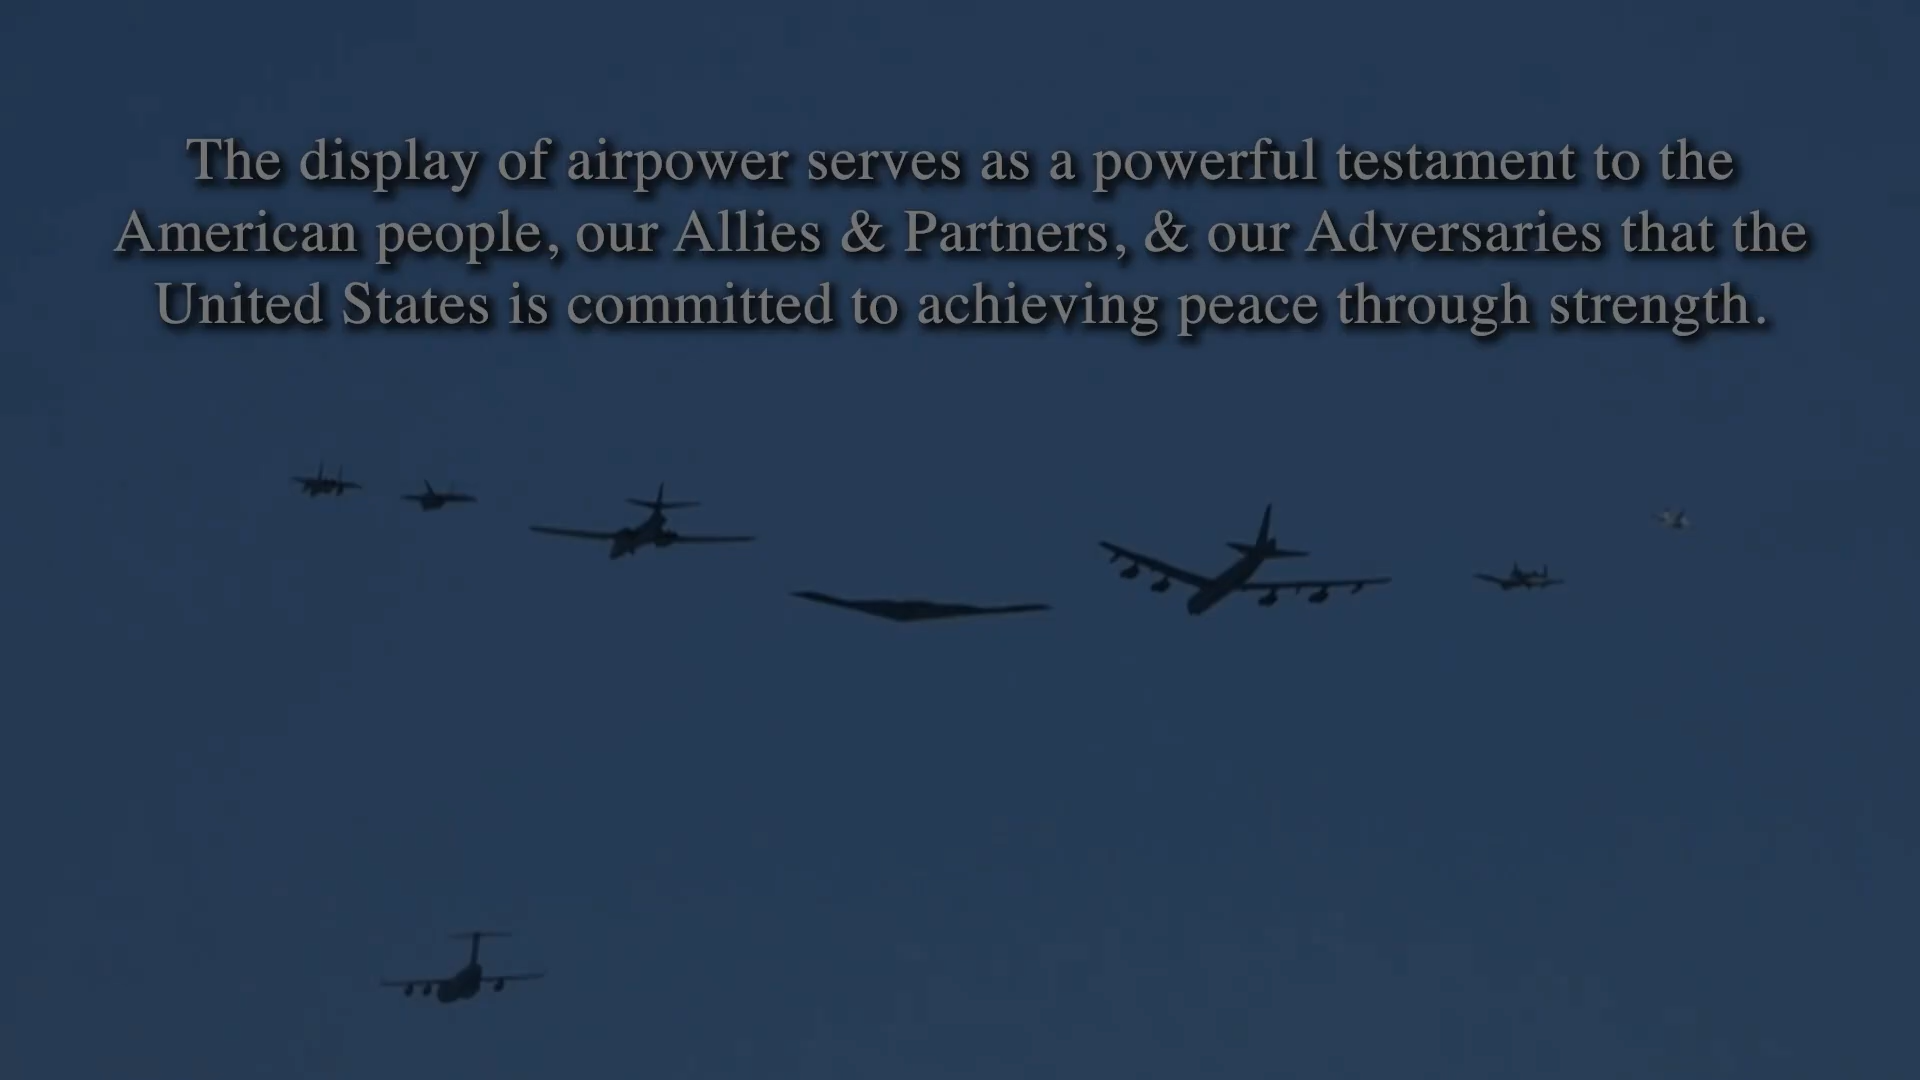 The display of airpower serves as a powerful testament to the
American people, our Allies & Partners, & our Adversaries that the
United States is committed to achieving peace through strength.